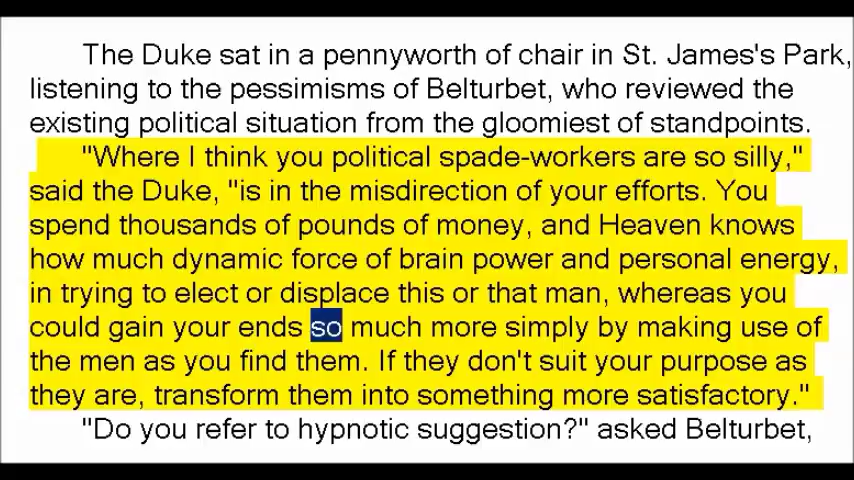 The Duke sat in a pennyworth of chair in St. James's Park,
listening to the pessimisms of Belturbet, who reviewed the
existing political situation from the gloomiest of standpoints.
"Where I think you political spade-workers are so silly,"
said the Duke, "is in the misdirection of your efforts. You
spend thousands of pounds of money, and Heaven knows
how much dynamic force of brain power and personal energy,
in trying to elect or displace this or that man, whereas you
could gain your ends so much more simply by making use of
the men as you find them. If they don't suit your purpose as
they are, transform them into something more satisfactory."
"Do you refer to hypnotic suggestion?" asked Belturbet,